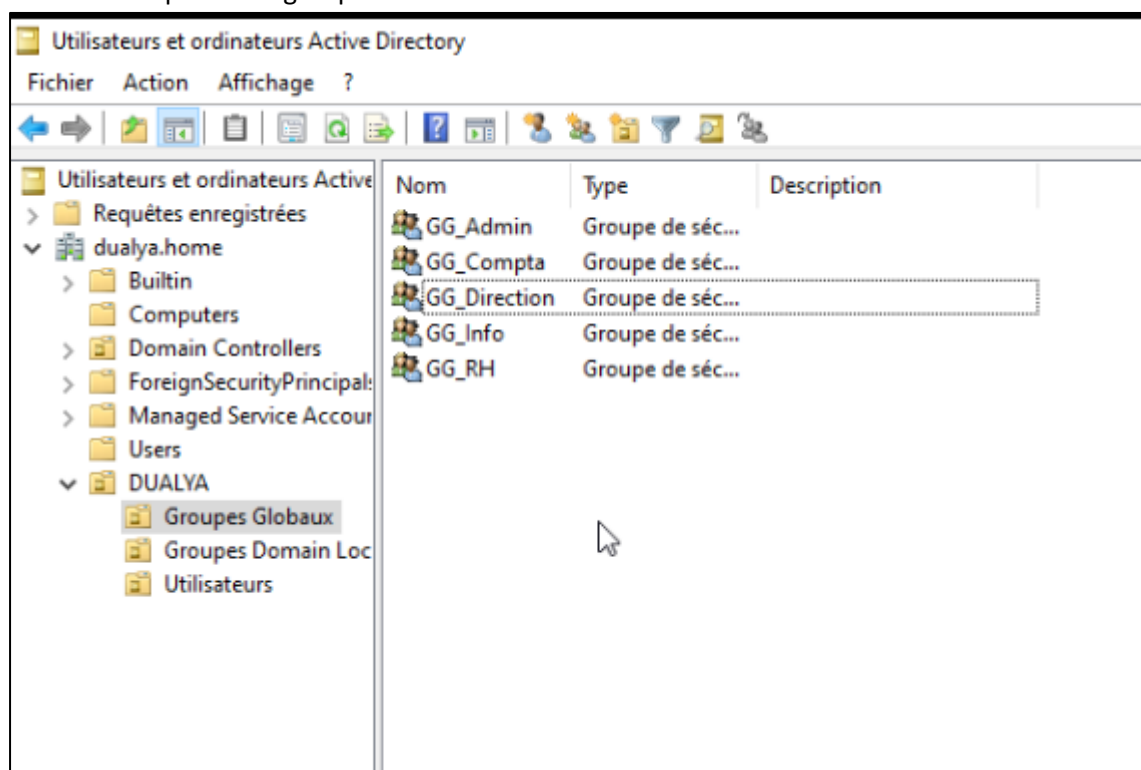 Utilisateurs et ordinateurs Active Directory
Fichier Action Affichage ?
Utilisateurs et ordinateurs Active
Requêtes enregistrées
dualya.home
Builtin
Computers
Domain Controllers
ForeignSecurityPrincipals
Managed Service Accour
Users
DUALYA
Groupes Globaux
Groupes Domain Loc
Utilisateurs
Nom Type Description
GG_Admin Groupe de séc...
GG_Compta Groupe de séc...
GG_Direction Groupe de séc...
GG_Info Groupe de séc...
GG_RH Groupe de séc...